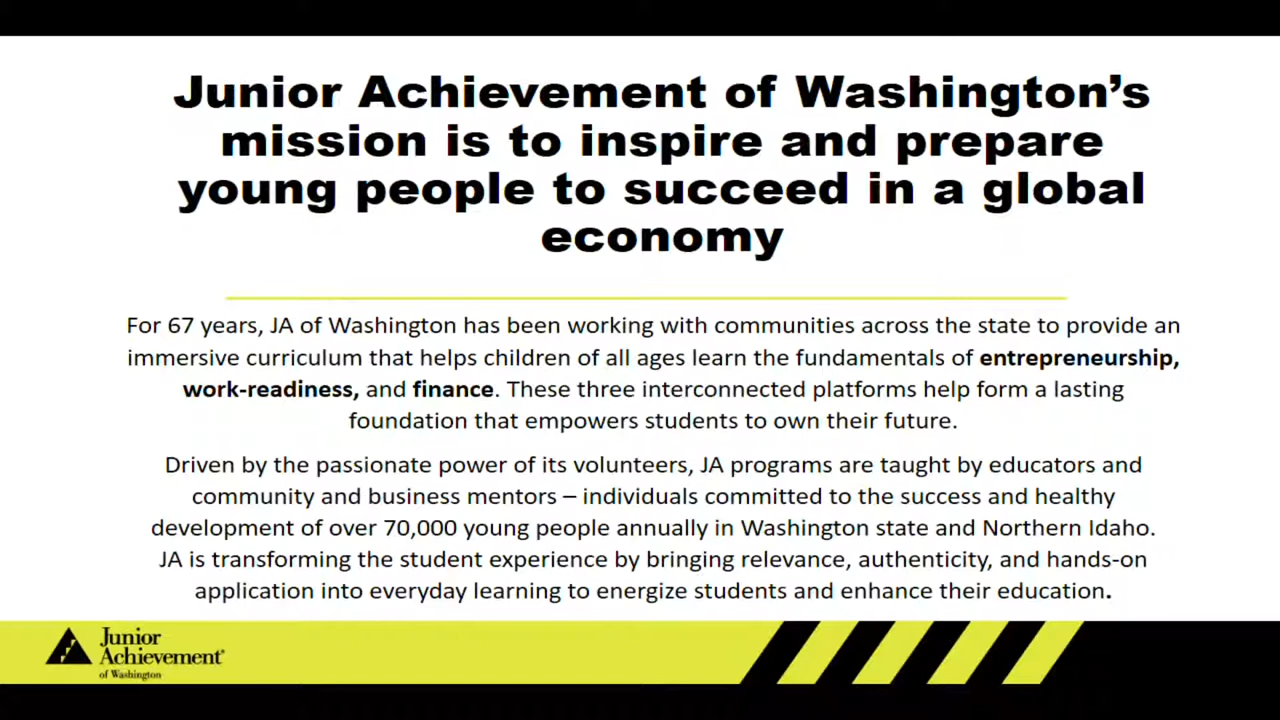 Junior Achievement of Washington’s
mission is to inspire and prepare
young people to succeed in a global
economy
For 67 years, JA of Washington has been working with communities across the state to provide an
immersive curriculum that helps children of all ages learn the fundamentals of entrepreneurship,
work-readiness, and finance. These three interconnected platforms help form a lasting
foundation that empowers students to own their future.
Driven by the passionate power of its volunteers, JA programs are taught by educators and
community and business mentors – individuals committed to the success and healthy
development of over 70,000 young people annually in Washington state and Northern Idaho.
JA is transforming the student experience by bringing relevance, authenticity, and hands-on
application into everyday learning to energize students and enhance their education.
Junior
Achievement®
of Washington